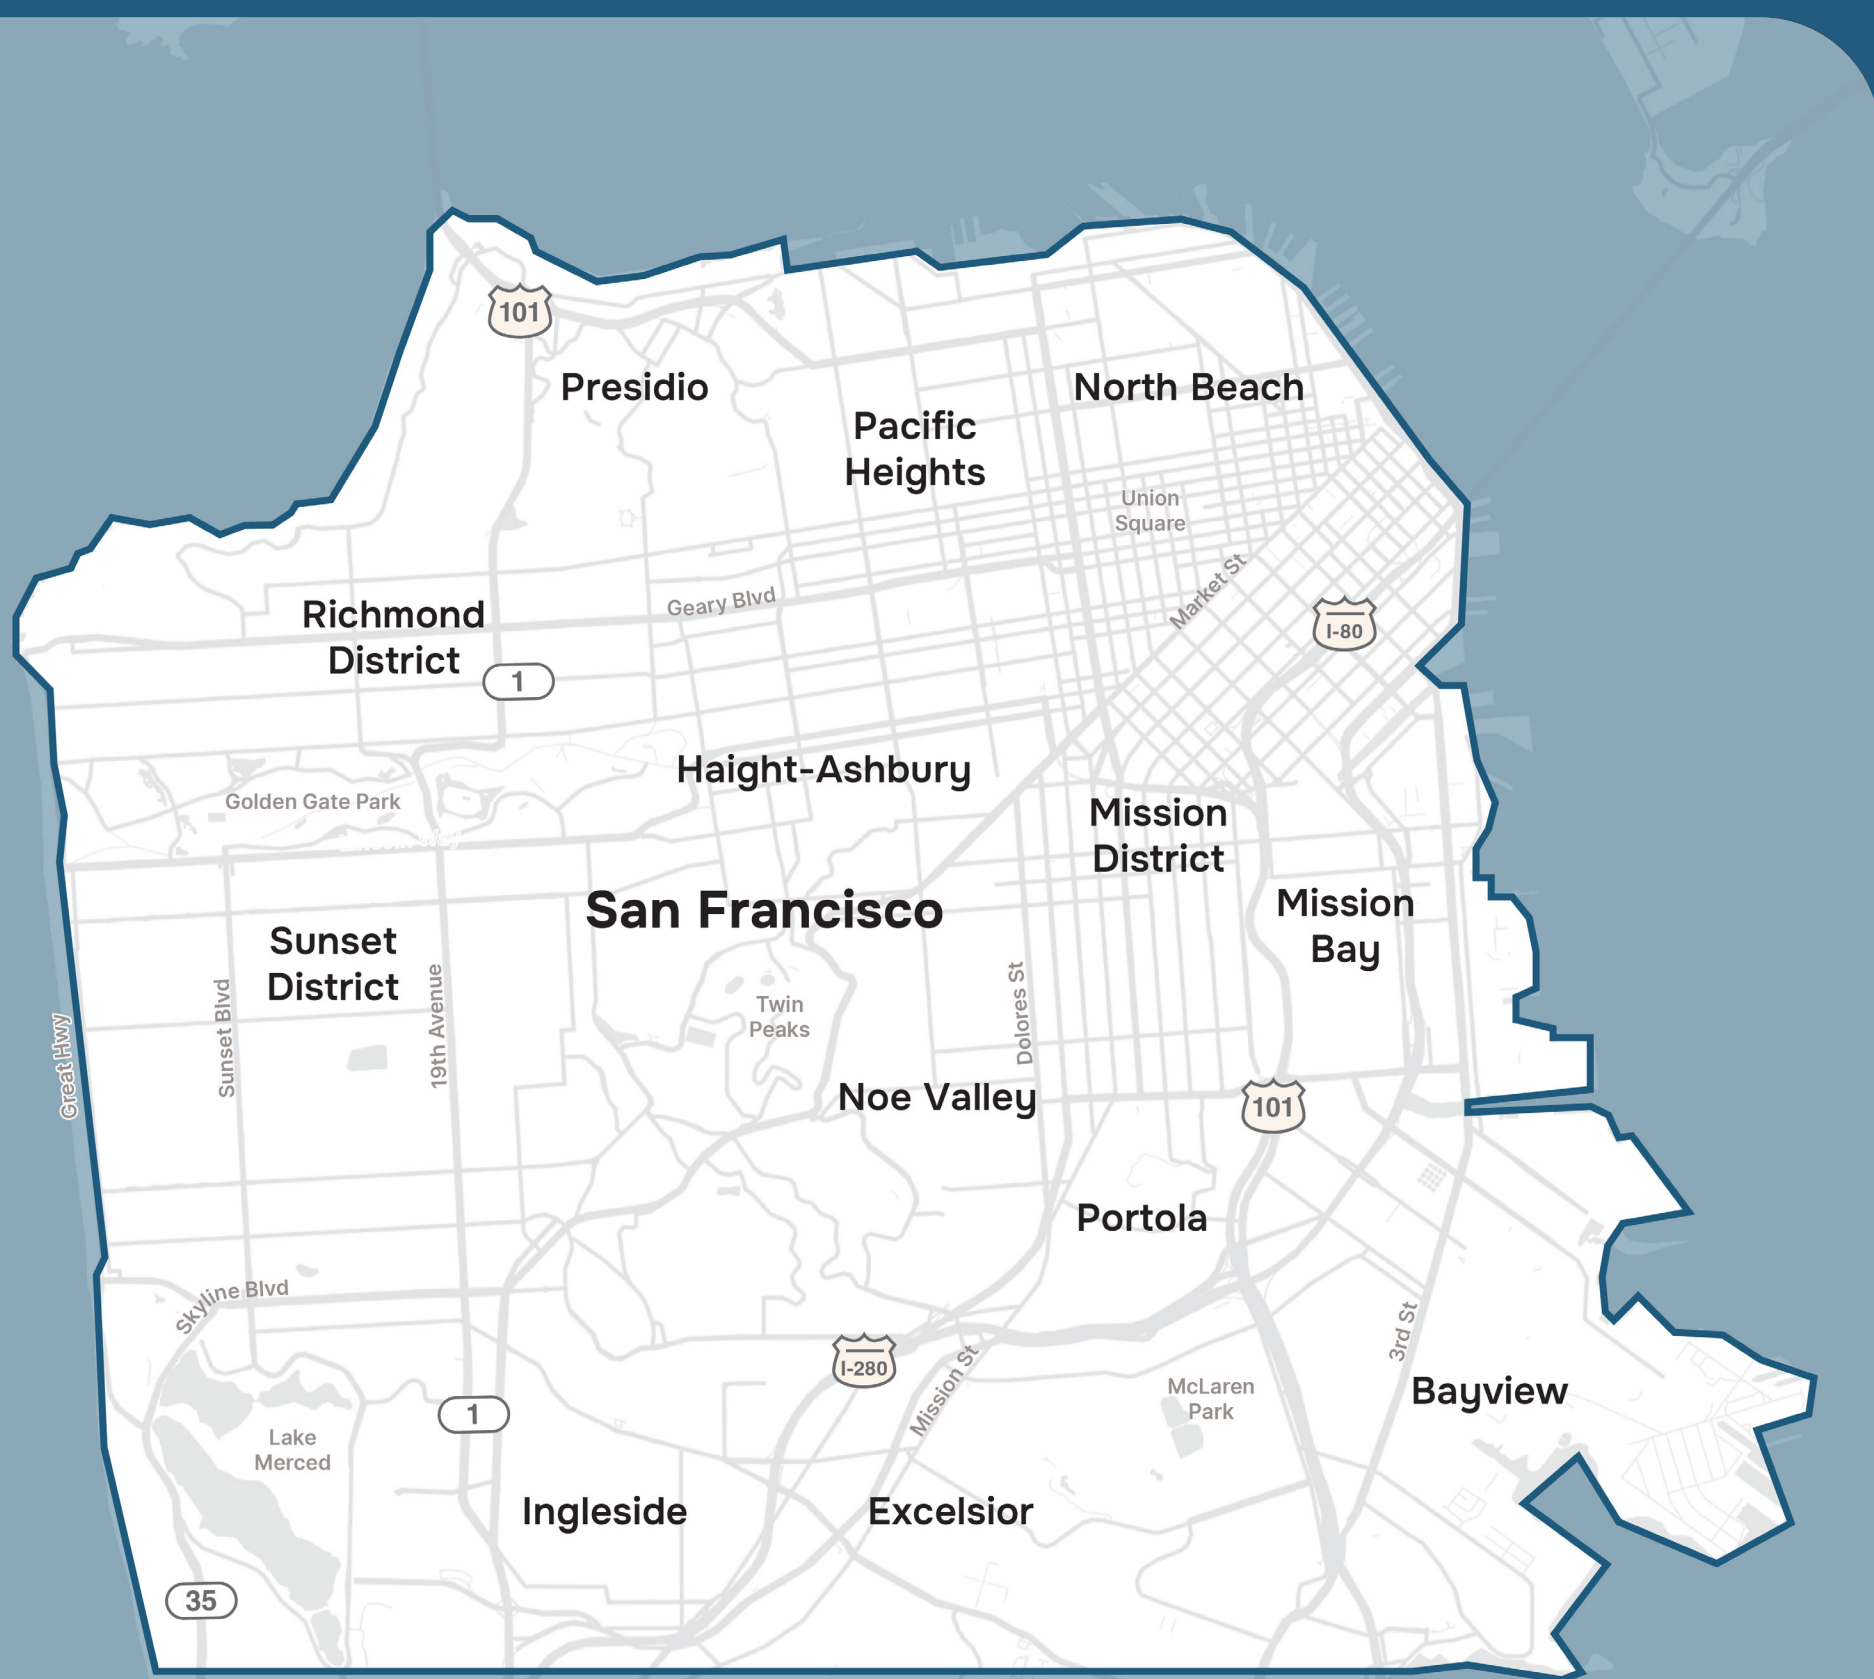 101
Presidio
North Beach
Pacific
Heights
Union
Square
Market St
Geary Blvd
Richmond
District
I-80
1
Haight-Ashbury
Golden Gate Park
Mission
District
San Francisco
Mission
Bay
Sunset
District
Twin
Peaks
Great Hwy
Sunset Blvd
19th Avenue
Dolores St
Noe Valley
101
Portola
Skyline Blvd
3rd St
I-280
Mission St
McLaren
Park
Bayview
1
Lake
Merced
Ingleside
Excelsior
35